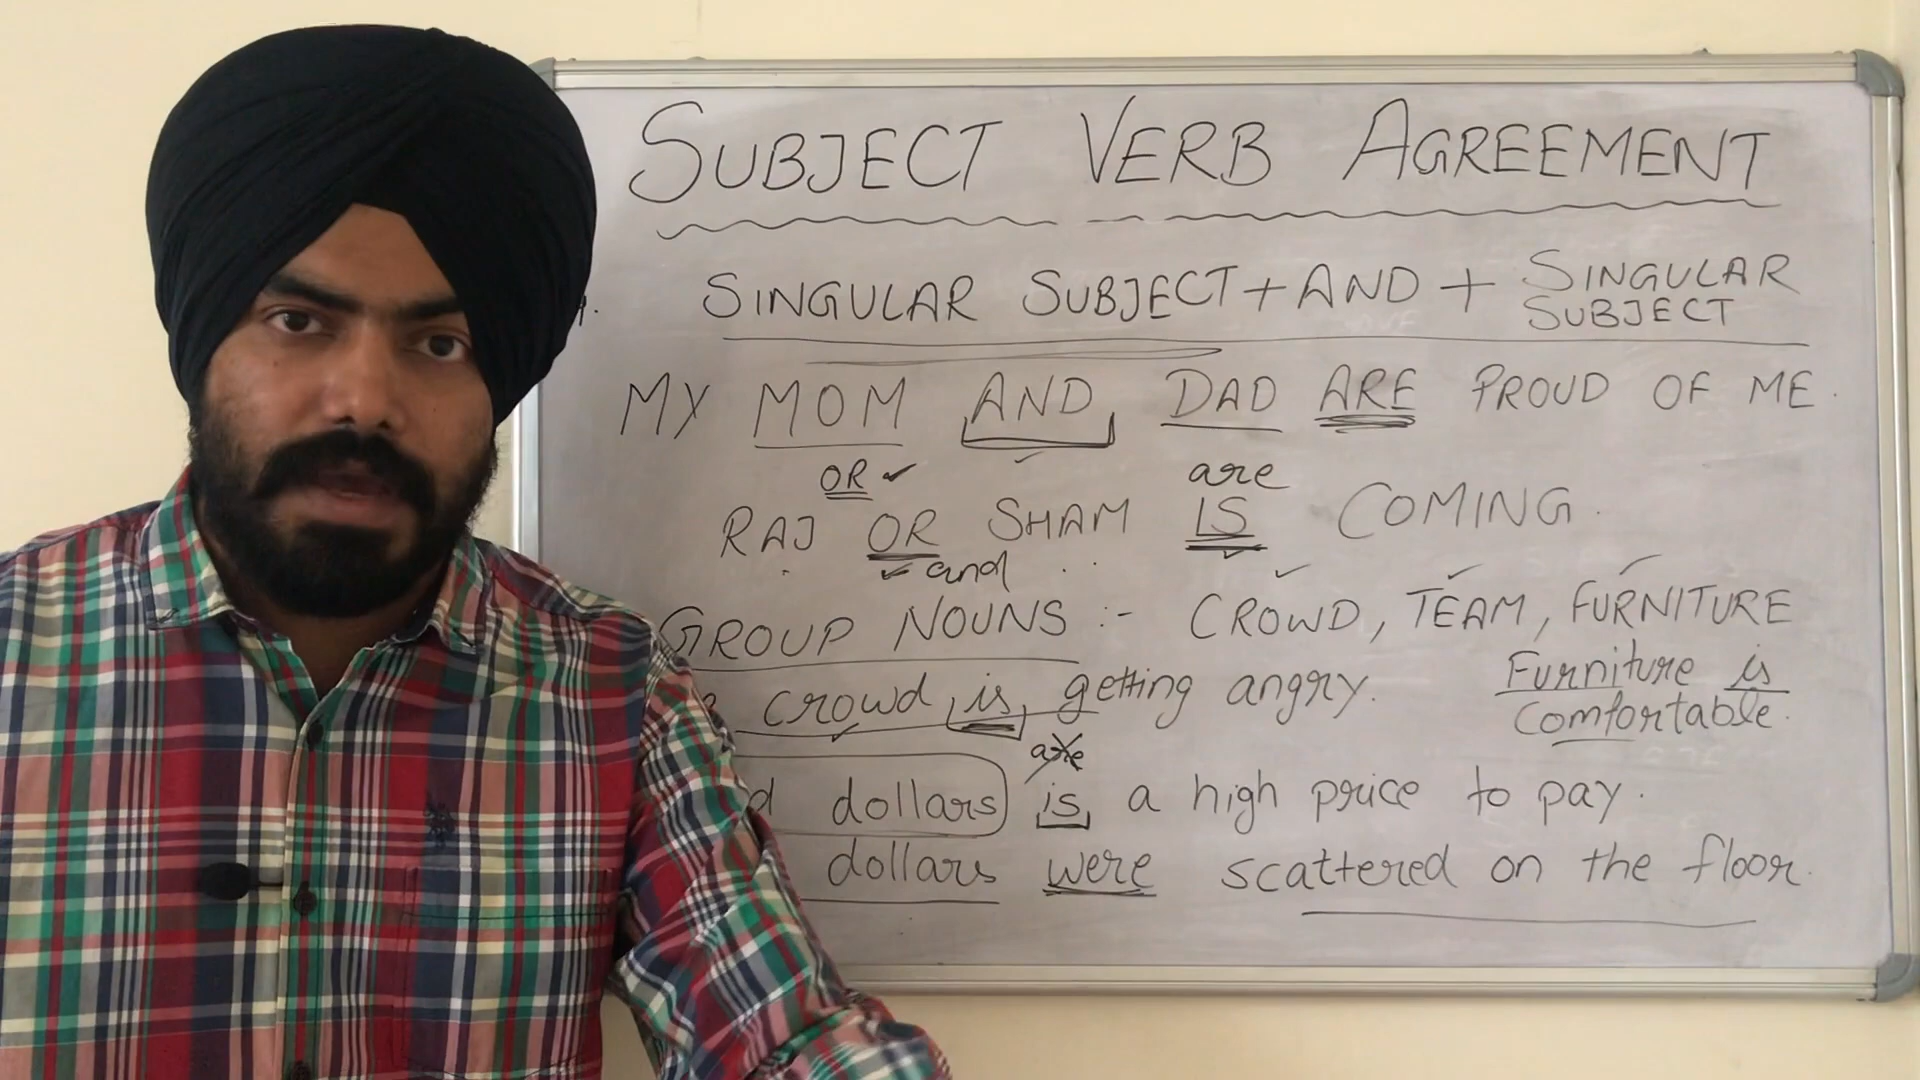 SUBJECT VERB AGREEMENT
SINGULAR SUBJECT + AND + SINGULAR SUBJECT
MY MOM AND DAD ARE PROUD OF ME.
OR ✓ are
RAJ OR SHAM IS COMING.
✓ and
GROUP NOUNS :- CROWD, TEAM, FURNITURE
crowd is getting angry.
Furniture is
Comfortable.
are
dollars is a high price to pay.
dollars were scattered on the floor.